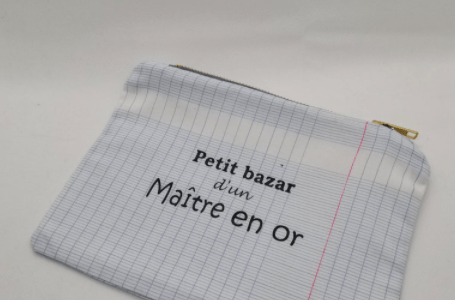 Petit bazar
d'un
Maître en or